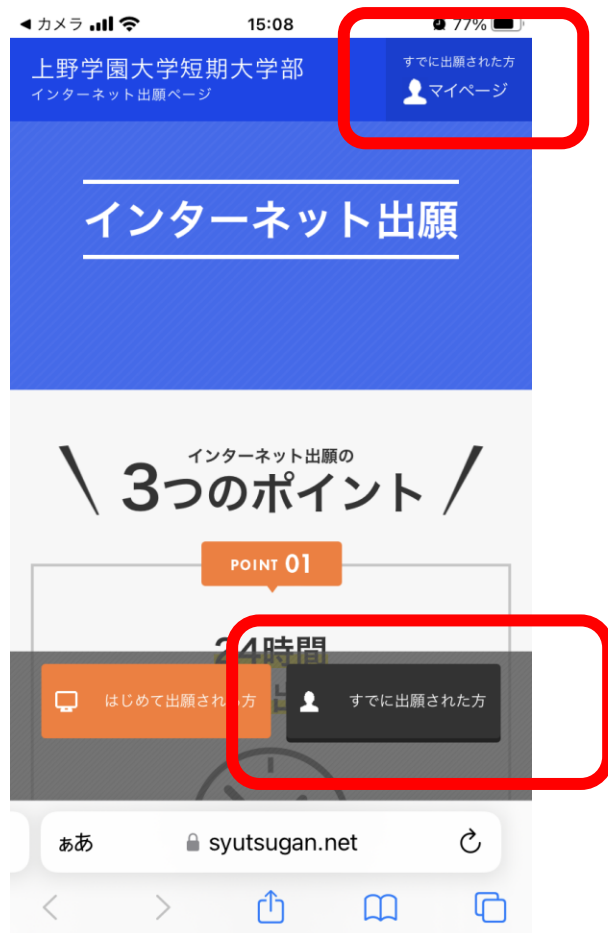 ◀ カメラ 15:08 77%
上野学園大学短期大学部
インターネット出願ページ
すでに出願された方
マイページ
インターネット出願
インターネット出願の
3つのポイント
POINT 01
24時間
はじめて出願される方
すでに出願された方
ぁあ syutsugan.net